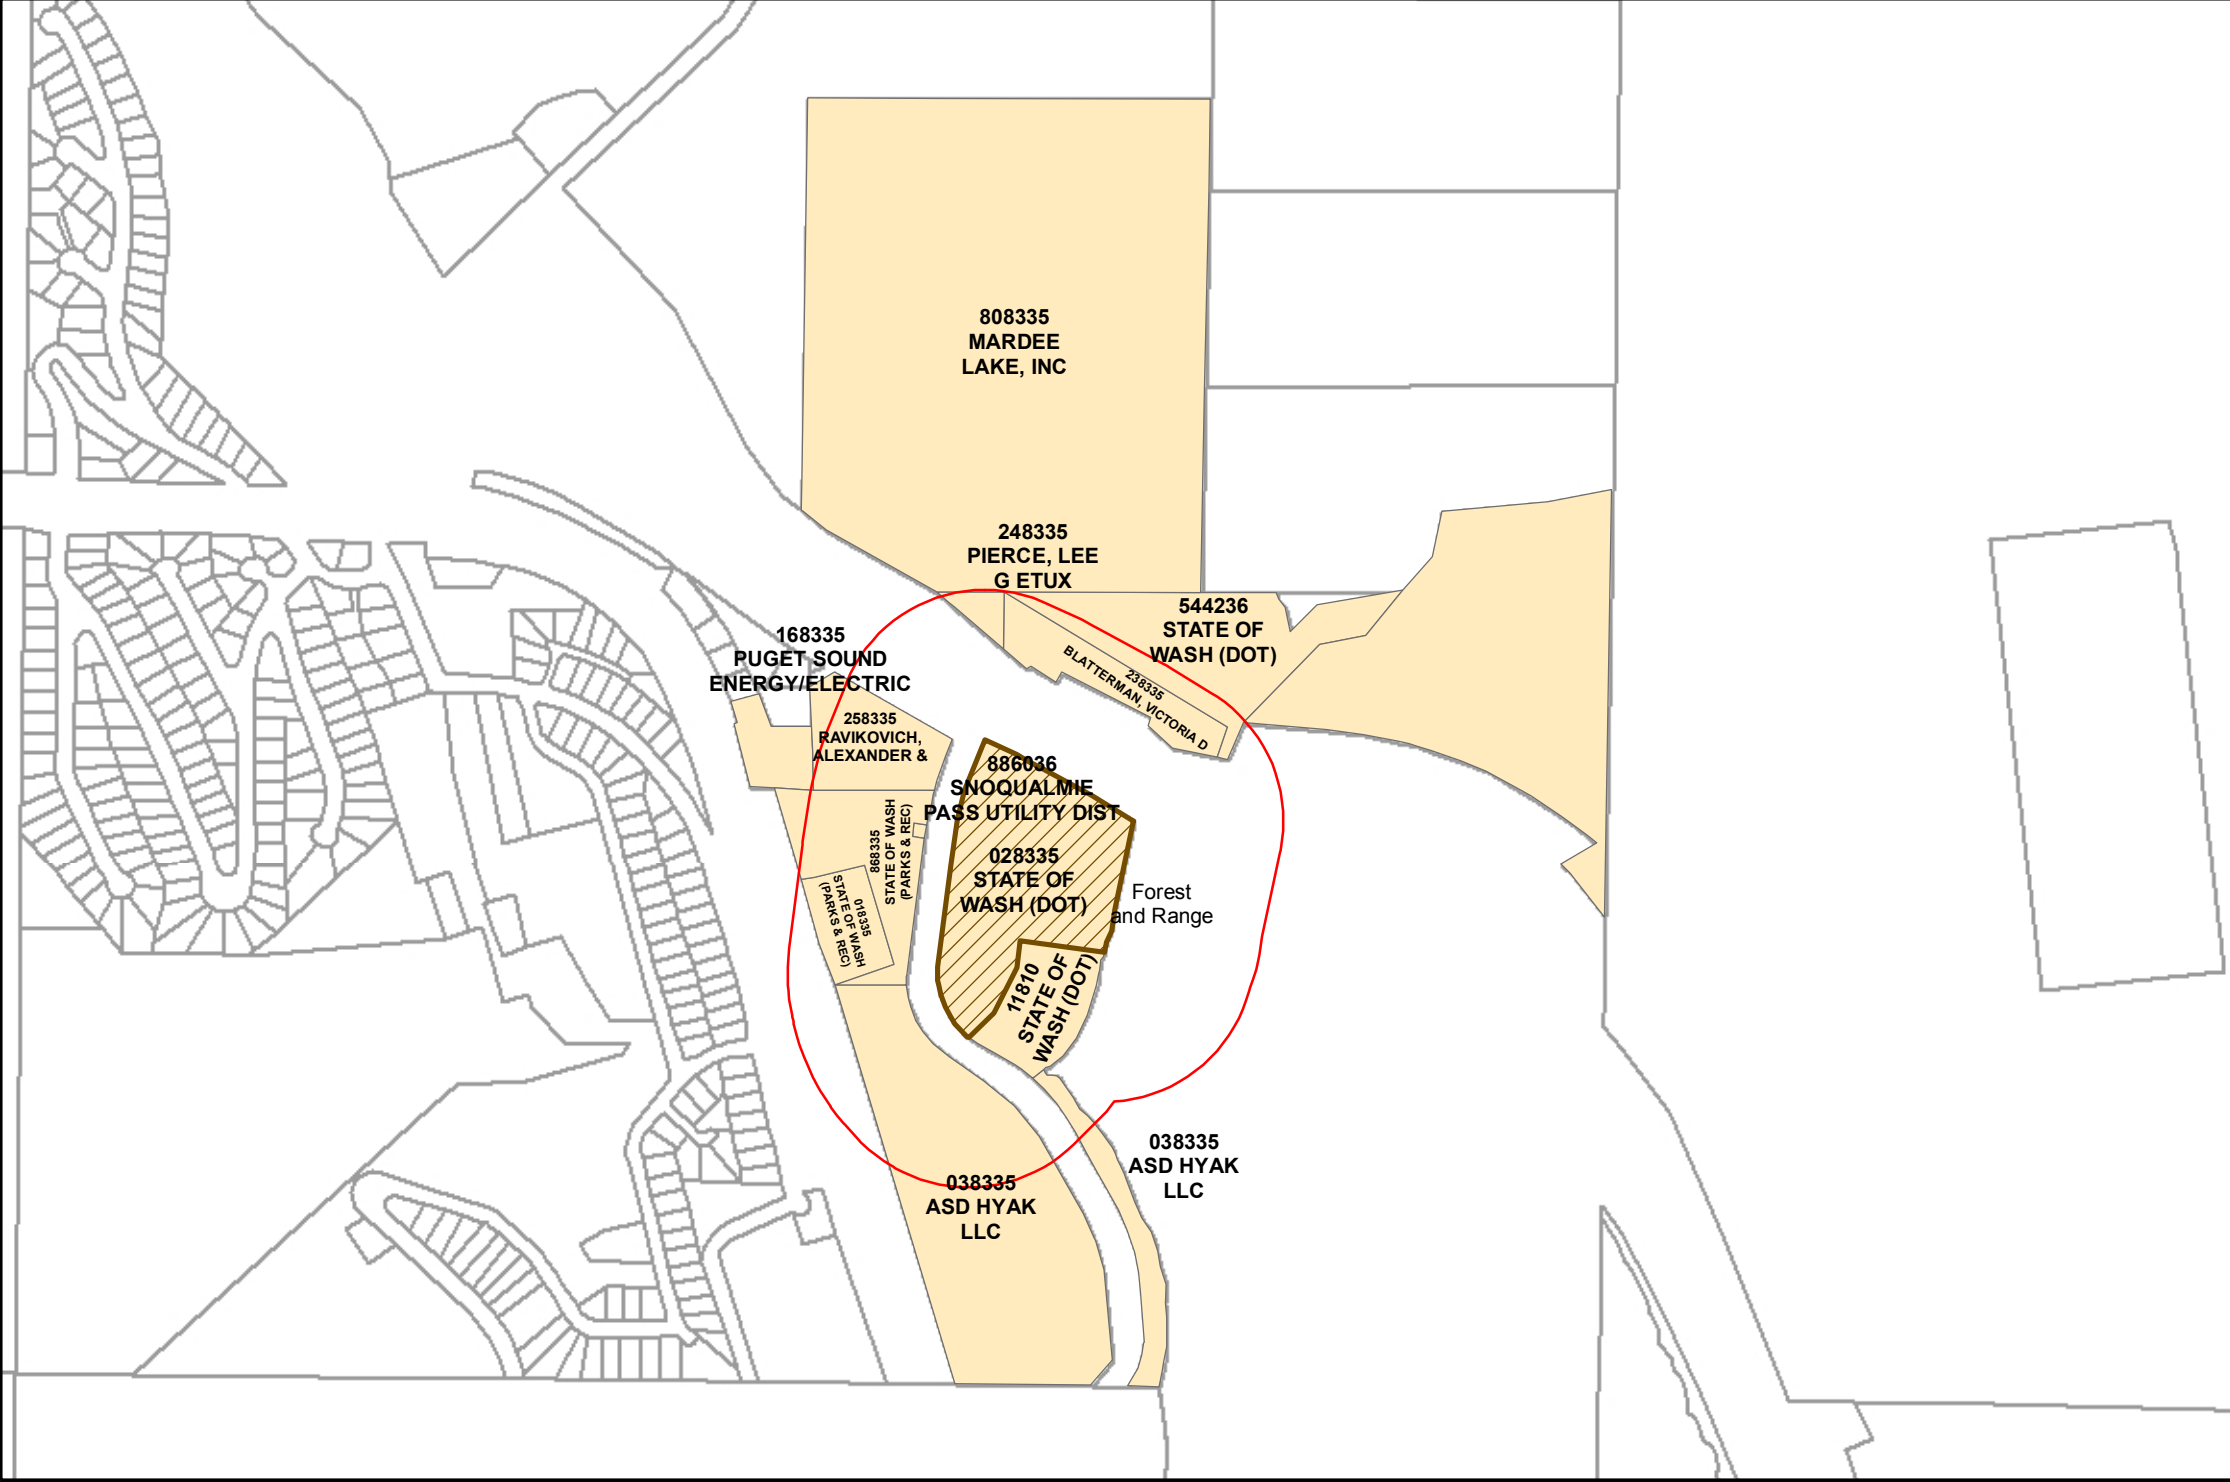 808335
MARDEE
LAKE, INC
248335
PIERCE, LEE
G ETUX
544236
STATE OF
WASH (DOT)
168335
PUGET SOUND
ENERGY/ELECTRIC
238335
BLATTERMAN, VICTORIA D
258335
RAVIKOVICH,
ALEXANDER &
886036
SNOQUALMIE
PASS UTILITY DIST
868335
STATE OF WASH
(PARKS & REC)
028335
STATE OF
WASH (DOT)
018335
STATE OF WASH
(PARKS & REC)
Forest
and Range
11810
STATE OF
WASH (DOT)
038335
ASD HYAK
LLC
038335
ASD HYAK
LLC